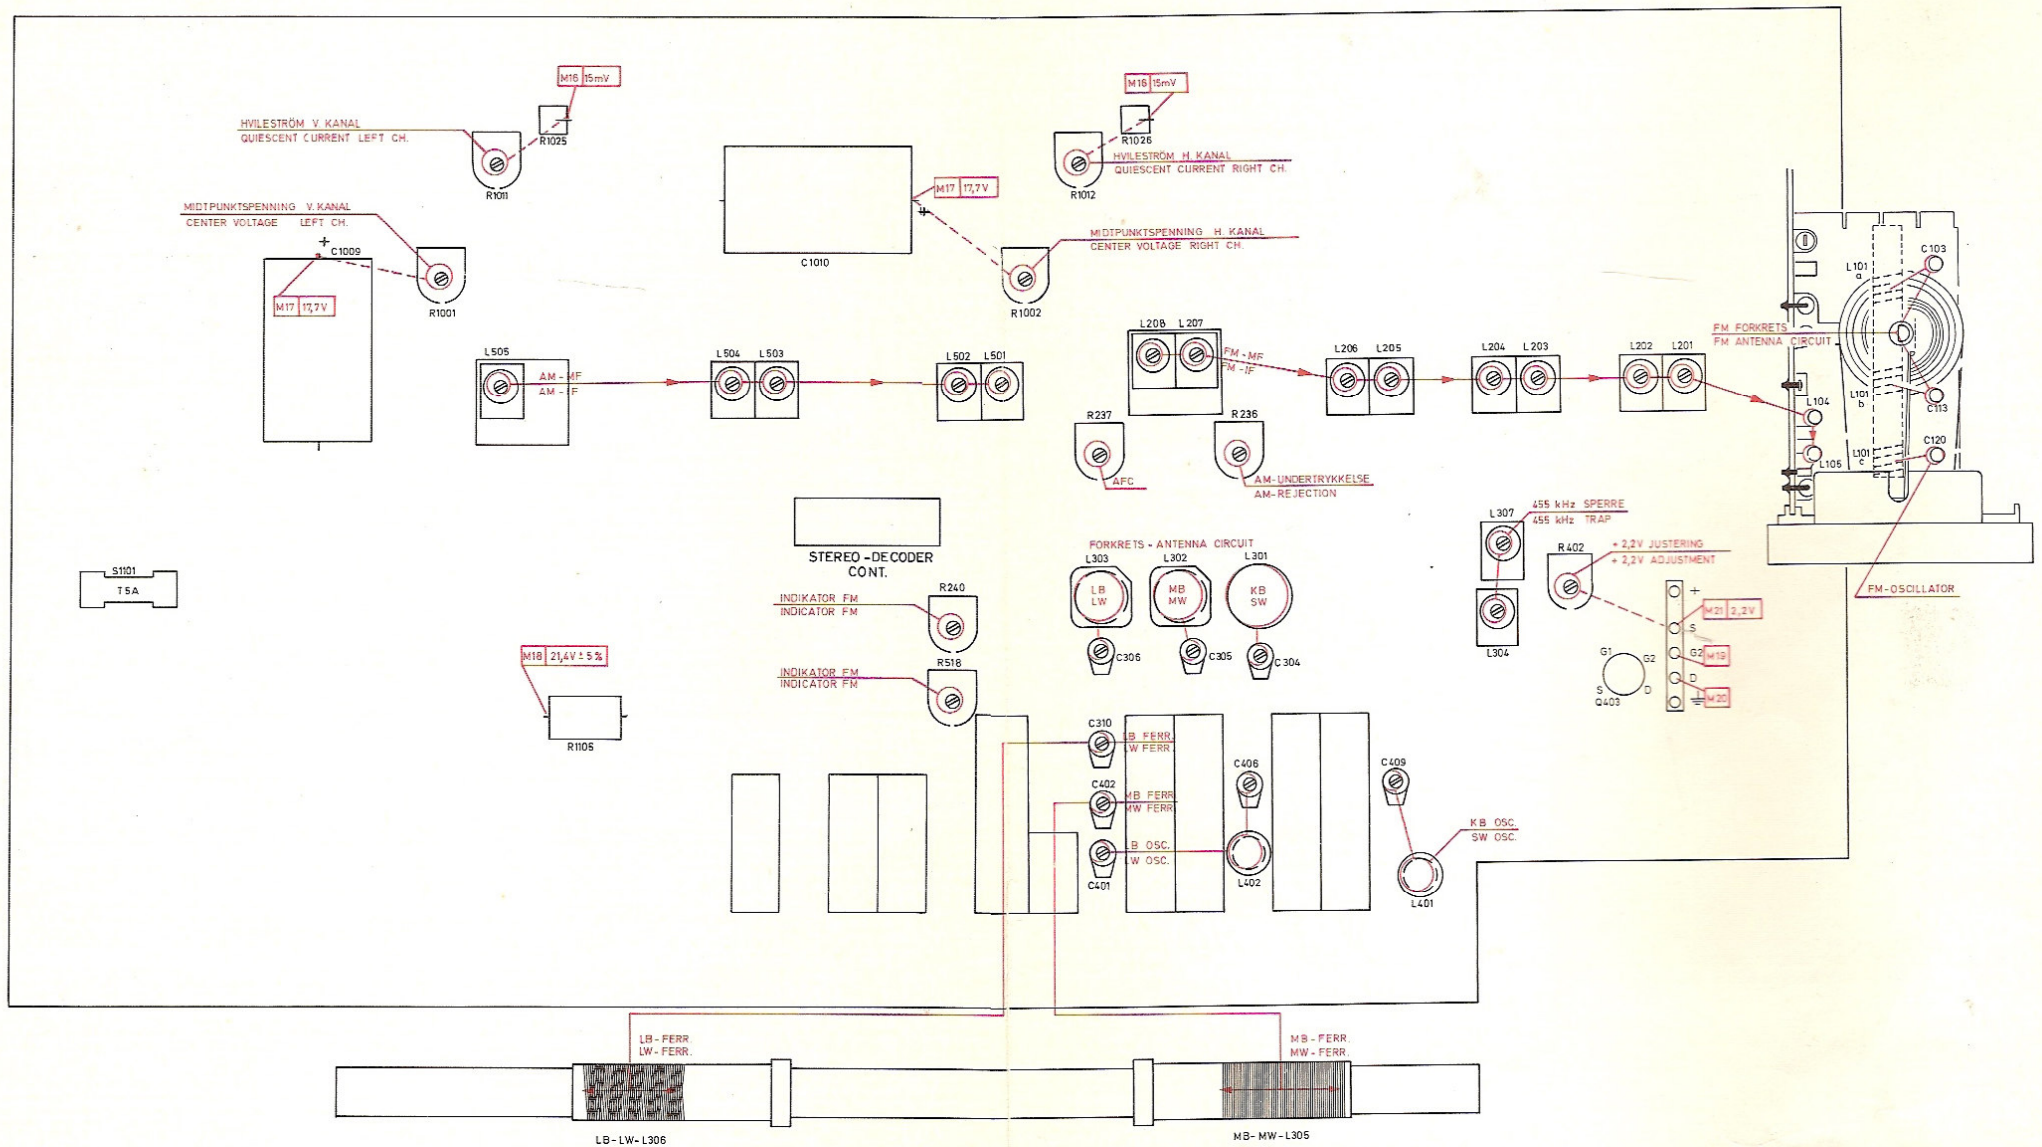 M16 15mV
R1025
HVILESTRÖM V. KANAL
QUIESCENT CURRENT LEFT CH.
R1011
MIDTPUNKTSPENNING V. KANAL
CENTER VOLTAGE LEFT CH.
+
C1009
M17 17,7V
R1001
C1010
M17 17,7V
+
M16 15mV
R1026
HVILESTRÖM H. KANAL
QUIESCENT CURRENT RIGHT CH.
R1012
MIDTPUNKTSPENNING H. KANAL
CENTER VOLTAGE RIGHT CH.
R1002
L505
AM-MF
AM-IF
L504 L503
L502 L501
L208 L207
FM-MF
FM-IF
L206 L205
L204 L203
L202 L201
L104
L105
C103
L101
a
FM FORKRETS
FM ANTENNA CIRCUIT
L101
b
C113
C120
L101
c
FM-OSCILLATOR
R237
AFC
R236
AM-UNDERTRYKKELSE
AM-REJECTION
STEREO-DECODER
CONT.
S1101
T5A
INDIKATOR FM
INDICATOR FM
R240
INDIKATOR FM
INDICATOR FM
R518
M18 21,4V ± 5%
R1105
FORKRETS - ANTENNA CIRCUIT
L303
L302
L301
LB
LW
MB
MW
KB
SW
C306
C305
C304
L307
455 kHz SPERRE
455 kHz TRAP
L304
R402
+ 2,2V JUSTERING
+ 2,2V ADJUSTMENT
+
M21 2,2V
S
G2
M19
D
M20
G1
G2
S
D
Q403
C310
LB FERR.
LW FERR.
C402
MB FERR.
MW FERR.
LB OSC.
LW OSC.
C401
C406
L402
C409
KB OSC.
SW OSC.
L401
LB-FERR.
LW-FERR.
MB-FERR.
MW-FERR.
LB-LW-L306
MB-MW-L305